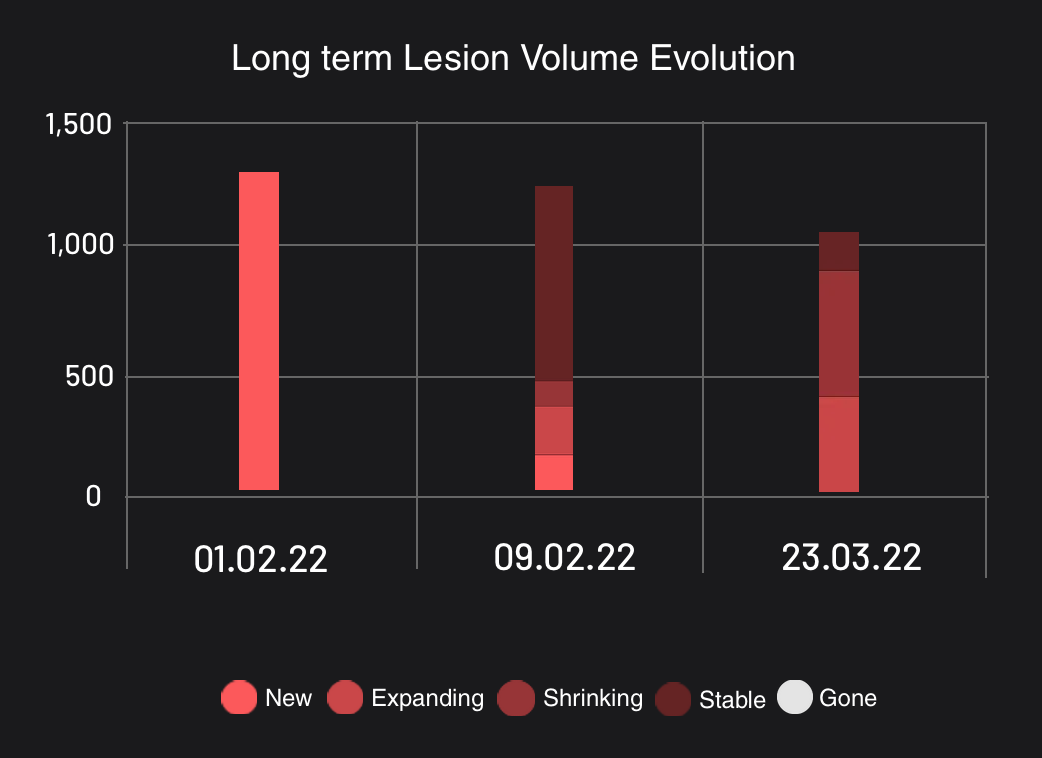 Long term Lesion Volume Evolution
1,500
1,000
500
0
01.02.22 09.02.22 23.03.22
New Expanding Shrinking Stable Gone